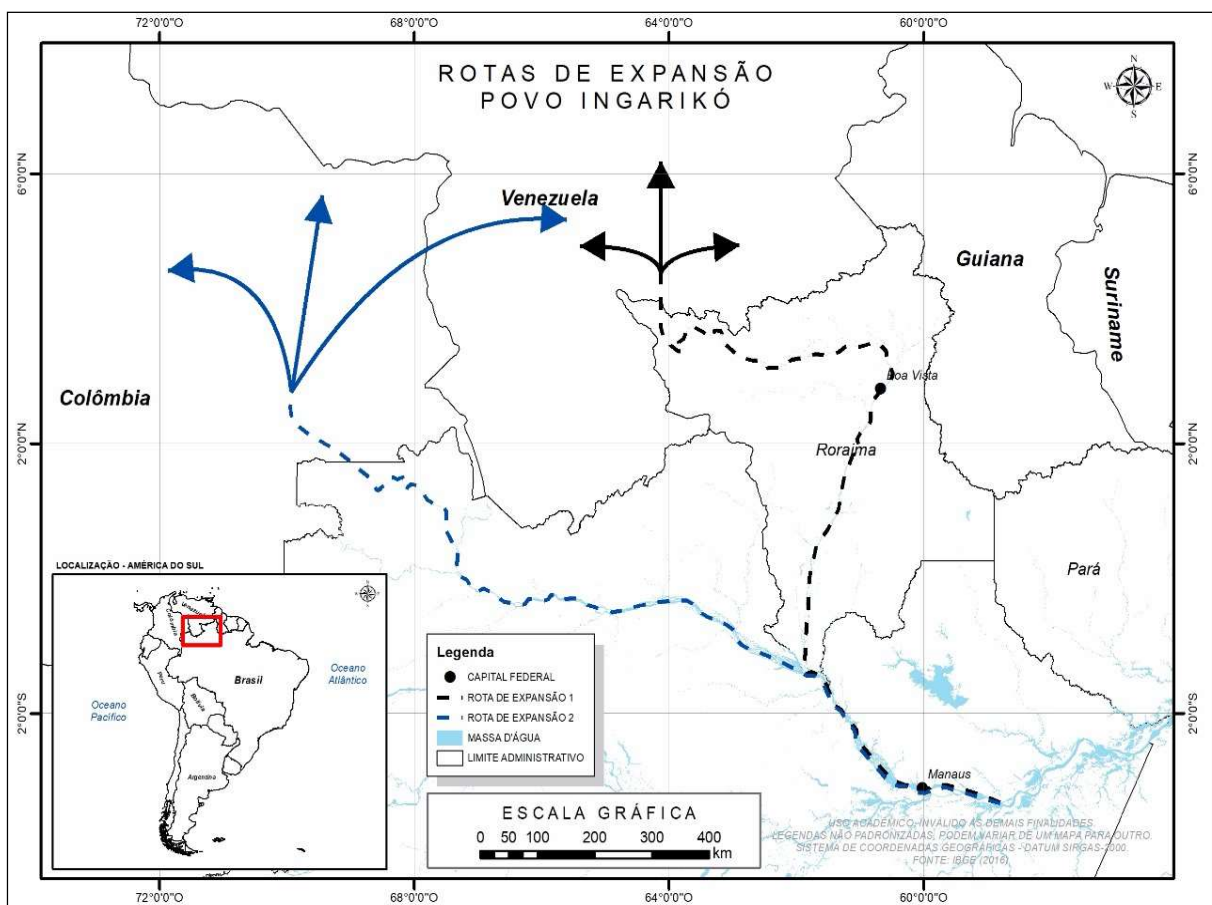 72°0'0"O 68°0'0"O 64°0'0"O 60°0'0"O
ROTAS DE EXPANSÃO
POVO INGARIKÓ
N
W E
S
6°0'0"N 6°0'0"N
Venezuela
Guiana
Suriname
Boa Vista
Colômbia
2°0'0"N 2°0'0"N
Roraima
Pará
LOCALIZAÇÃO - AMÉRICA DO SUL
Venezuela
Colômbia
Brasil
Oceano
Atlântico
Peru
Oceano
Pacífico
Bolívia
Argentina
Legenda
CAPITAL FEDERAL
ROTA DE EXPANSÃO 1
ROTA DE EXPANSÃO 2
MASSA D'ÁGUA
LIMITE ADMINISTRATIVO
2°0'0"S 2°0'0"S
Manaus
ESCALA GRÁFICA
0 50 100 200 300 400
km
USO ACADÊMICO, INVÁLIDO ÀS DEMAIS FINALIDADES.
LEGENDAS NÃO PADRONIZADAS, PODEM VARIAR DE UM MAPA PARA OUTRO.
SISTEMA DE COORDENADAS GEOGRÁFICAS - DATUM SIRGAS-2000.
FONTE: IBGE (2016)
72°0'0"O 68°0'0"O 64°0'0"O 60°0'0"O